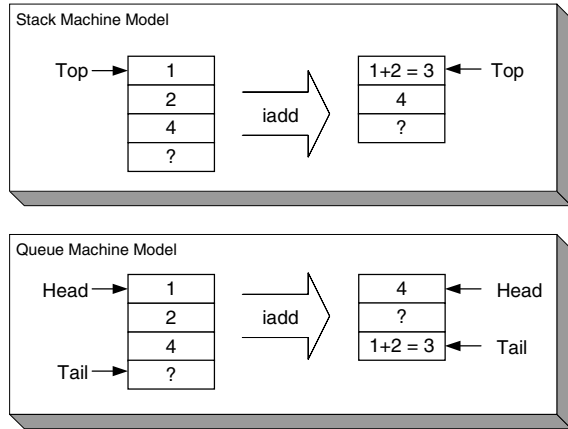 Stack Machine Model
Top
1
2
4
?
iadd
1+2 = 3
4
?
Top
Queue Machine Model
Head
1
2
4
?
Tail
iadd
4
?
1+2 = 3
Head
Tail